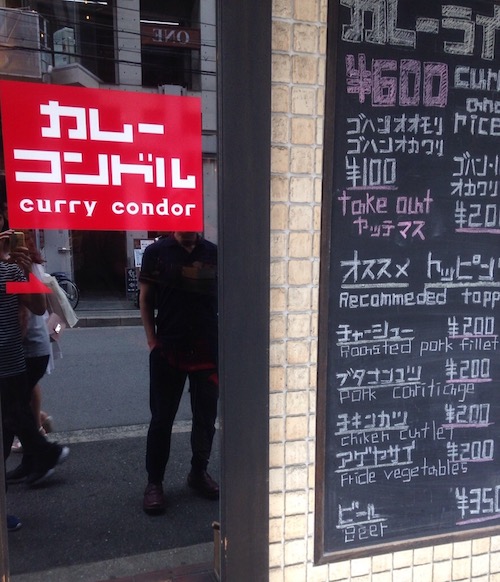 ONE
カレー
コンドル
curry condor
カレーライ
¥600
curr
and
rice
ゴハンオオモリ
ゴハンオカワリ
¥100
ゴハン・
オカワリ
¥20
take out
ヤッテマス
オススメ トッピン
Recommeded topp
チャーシュー ¥200
Roasted pork fillet
ブタナンコツ ¥200
Pork cartirage
チキンカツ ¥200
chiken cutlet
アゲヤサイ ¥200
Fride vegetables
ビール ¥350
Beer